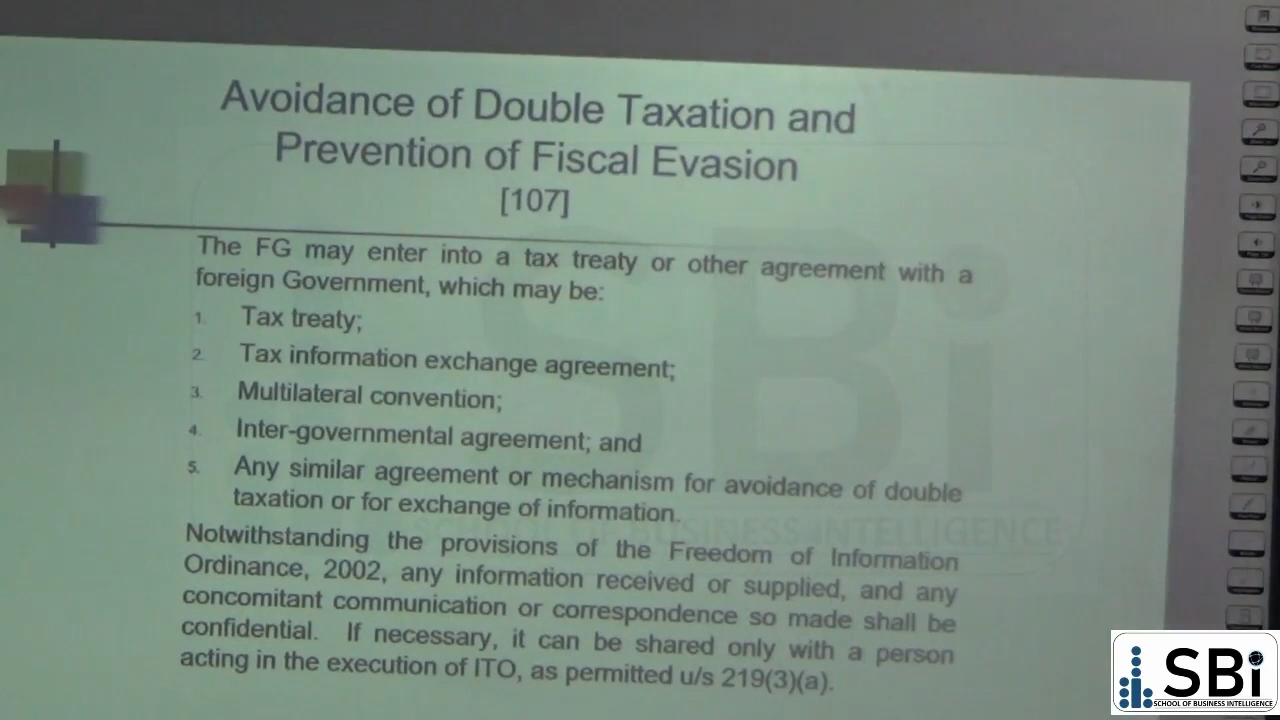 Avoidance of Double Taxation and
Prevention of Fiscal Evasion
[107]
The FG may enter into a tax treaty or other agreement with a
foreign Government, which may be:
1. Tax treaty;
2. Tax information exchange agreement;
3. Multilateral convention;
4. Inter-governmental agreement; and
5. Any similar agreement or mechanism for avoidance of double
taxation or for exchange of information.
Notwithstanding the provisions of the Freedom of Information
Ordinance, 2002, any information received or supplied, and any
concomitant communication or correspondence so made shall be
confidential. If necessary, it can be shared only with a person
acting in the execution of ITO, as permitted u/s 219(3)(a).
SBi
SCHOOL OF BUSINESS INTELLIGENCE
SBi
SCHOOL OF BUSINESS INTELLIGENCE